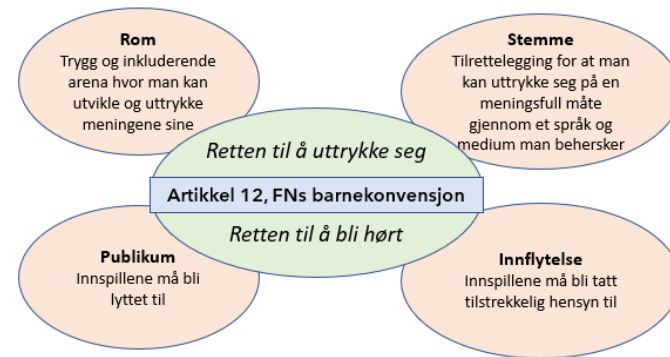 Rom
Trygg og inkluderende
arena hvor man kan
utvikle og uttrykke
meningene sine
Stemme
Tilrettelegging for at man
kan uttrykke seg på en
meningsfull måte
gjennom et språk og
medium man behersker
Retten til å uttrykke seg
Artikkel 12, FNs barnekonvensjon
Retten til å bli hørt
Publikum
Innspillene må bli
lyttet til
Innflytelse
Innspillene må bli tatt
tilstrekkelig hensyn til